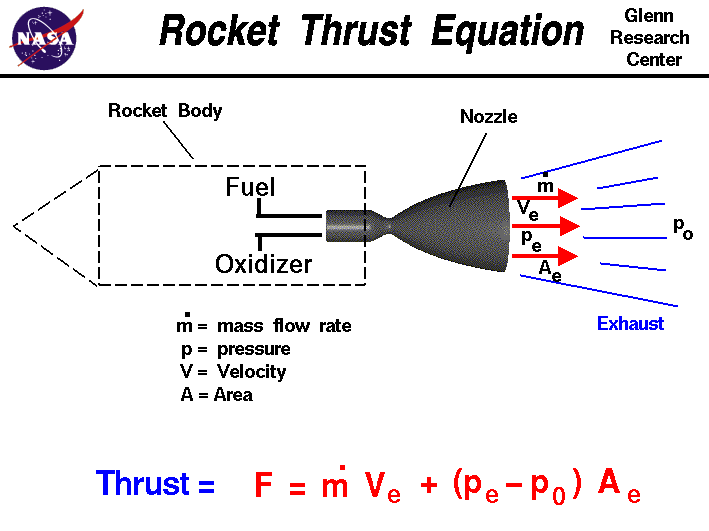 NASA
Rocket Thrust Equation
Glenn
Research
Center
Rocket Body
Nozzle
Fuel
Oxidizer
ṁ
Ve
pe
Ae
po
Exhaust
ṁ = mass flow rate
p = pressure
V = Velocity
A = Area
Thrust = F = ṁ Ve + (pe – p0) Ae